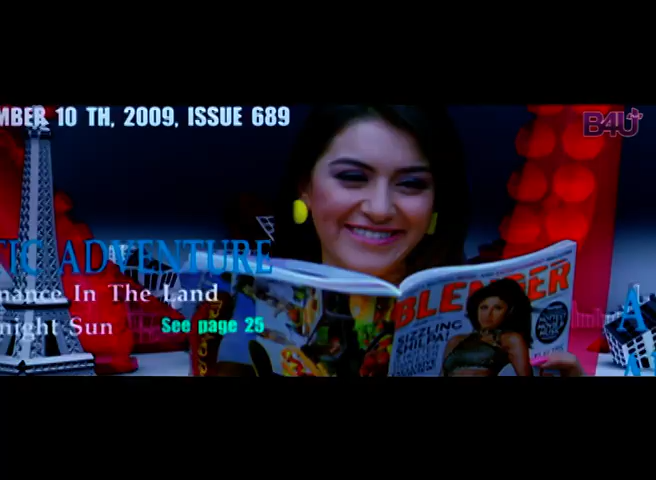 MBER 10 TH, 2009, ISSUE 689
B4U
TIC ADVENTURE
mance In The Land
night Sun
See page 25
BLENDER
SIZZLING
SHILPA
A